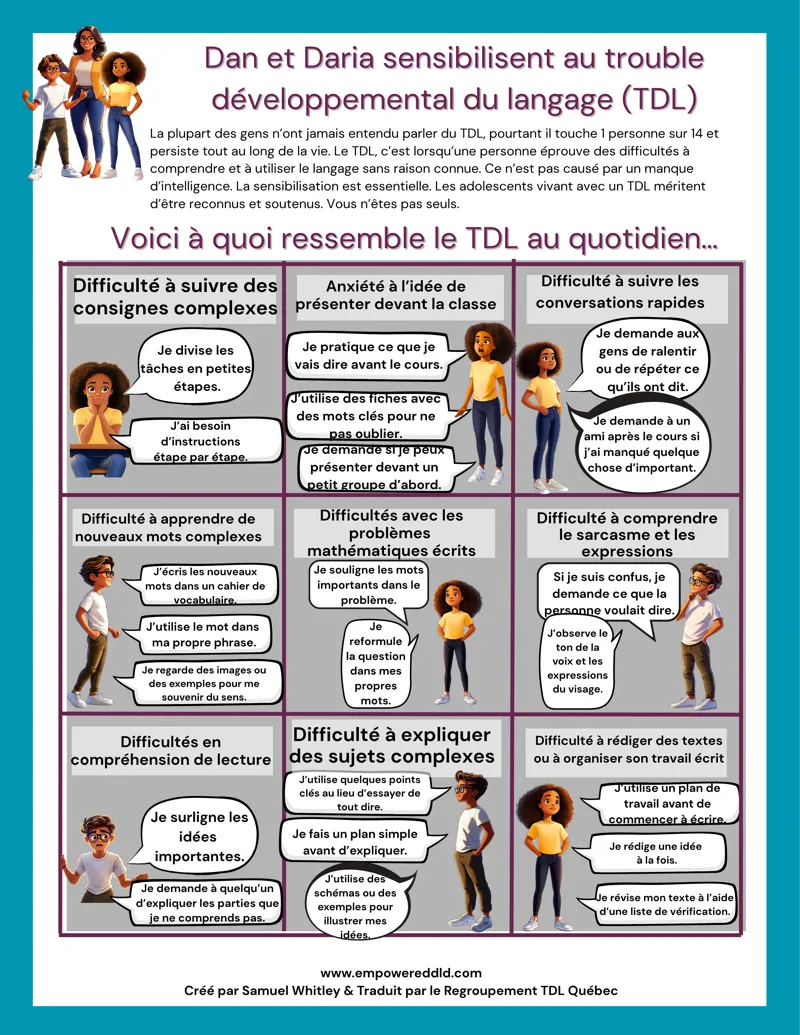 Dan et Daria sensibilisent au trouble
développemental du langage (TDL)
La plupart des gens n’ont jamais entendu parler du TDL, pourtant il touche 1 personne sur 14 et
persiste tout au long de la vie. Le TDL, c’est lorsqu’une personne éprouve des difficultés à
comprendre et à utiliser le langage sans raison connue. Ce n’est pas causé par un manque
d’intelligence. La sensibilisation est essentielle. Les adolescents vivant avec un TDL méritent
d’être reconnus et soutenus. Vous n’êtes pas seuls.
Voici à quoi ressemble le TDL au quotidien...
Difficulté à suivre des
consignes complexes
Je divise les
tâches en petites
étapes.
J’ai besoin
d’instructions
étape par étape.
Anxiété à l’idée de
présenter devant la classe
Je pratique ce que je
vais dire avant le cours.
J’utilise des fiches avec
des mots clés pour ne
pas oublier.
Je demande si je peux
présenter devant un
petit groupe d’abord.
Difficulté à suivre les
conversations rapides
Je demande aux
gens de ralentir
ou de répéter ce
qu’ils ont dit.
Je demande à un
ami après le cours si
j’ai manqué quelque
chose d’important.
Difficulté à apprendre de
nouveaux mots complexes
J’écris les nouveaux
mots dans un cahier de
vocabulaire.
J’utilise le mot dans
ma propre phrase.
Je regarde des images ou
des exemples pour me
souvenir du sens.
Difficultés avec les
problèmes
mathématiques écrits
Je souligne les mots
importants dans le
problème.
Je
reformule
la question
dans mes
propres
mots.
Difficulté à comprendre
le sarcasme et les
expressions
Si je suis confus, je
demande ce que la
personne voulait dire.
J’observe le
ton de la
voix et les
expressions
du visage.
Difficultés en
compréhension de lecture
Je surligne les
idées
importantes.
Je demande à quelqu’un
d’expliquer les parties que
je ne comprends pas.
Difficulté à expliquer
des sujets complexes
J’utilise quelques points
clés au lieu d’essayer de
tout dire.
Je fais un plan simple
avant d’expliquer.
J’utilise des
schémas ou des
exemples pour
illustrer mes
idées.
Difficulté à rédiger des textes
ou à organiser son travail écrit
J’utilise un plan de
travail avant de
commencer à écrire.
Je rédige une idée
à la fois.
Je révise mon texte à l’aide
d’une liste de vérification.
www.empowereddld.com
Créé par Samuel Whitley & Traduit par le Regroupement TDL Québec